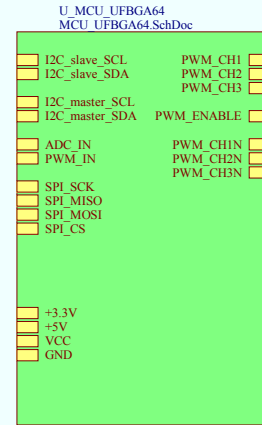 U_MCU_UFBGA64
MCU_UFBGA64.SchDoc
I2C_slave_SCL PWM_CH1
I2C_slave_SDA PWM_CH2
PWM_CH3
I2C_master_SCL
I2C_master_SDA PWM_ENABLE
ADC_IN PWM_CH1N
PWM_IN PWM_CH2N
PWM_CH3N
SPI_SCK
SPI_MISO
SPI_MOSI
SPI_CS
+3.3V
+5V
VCC
GND